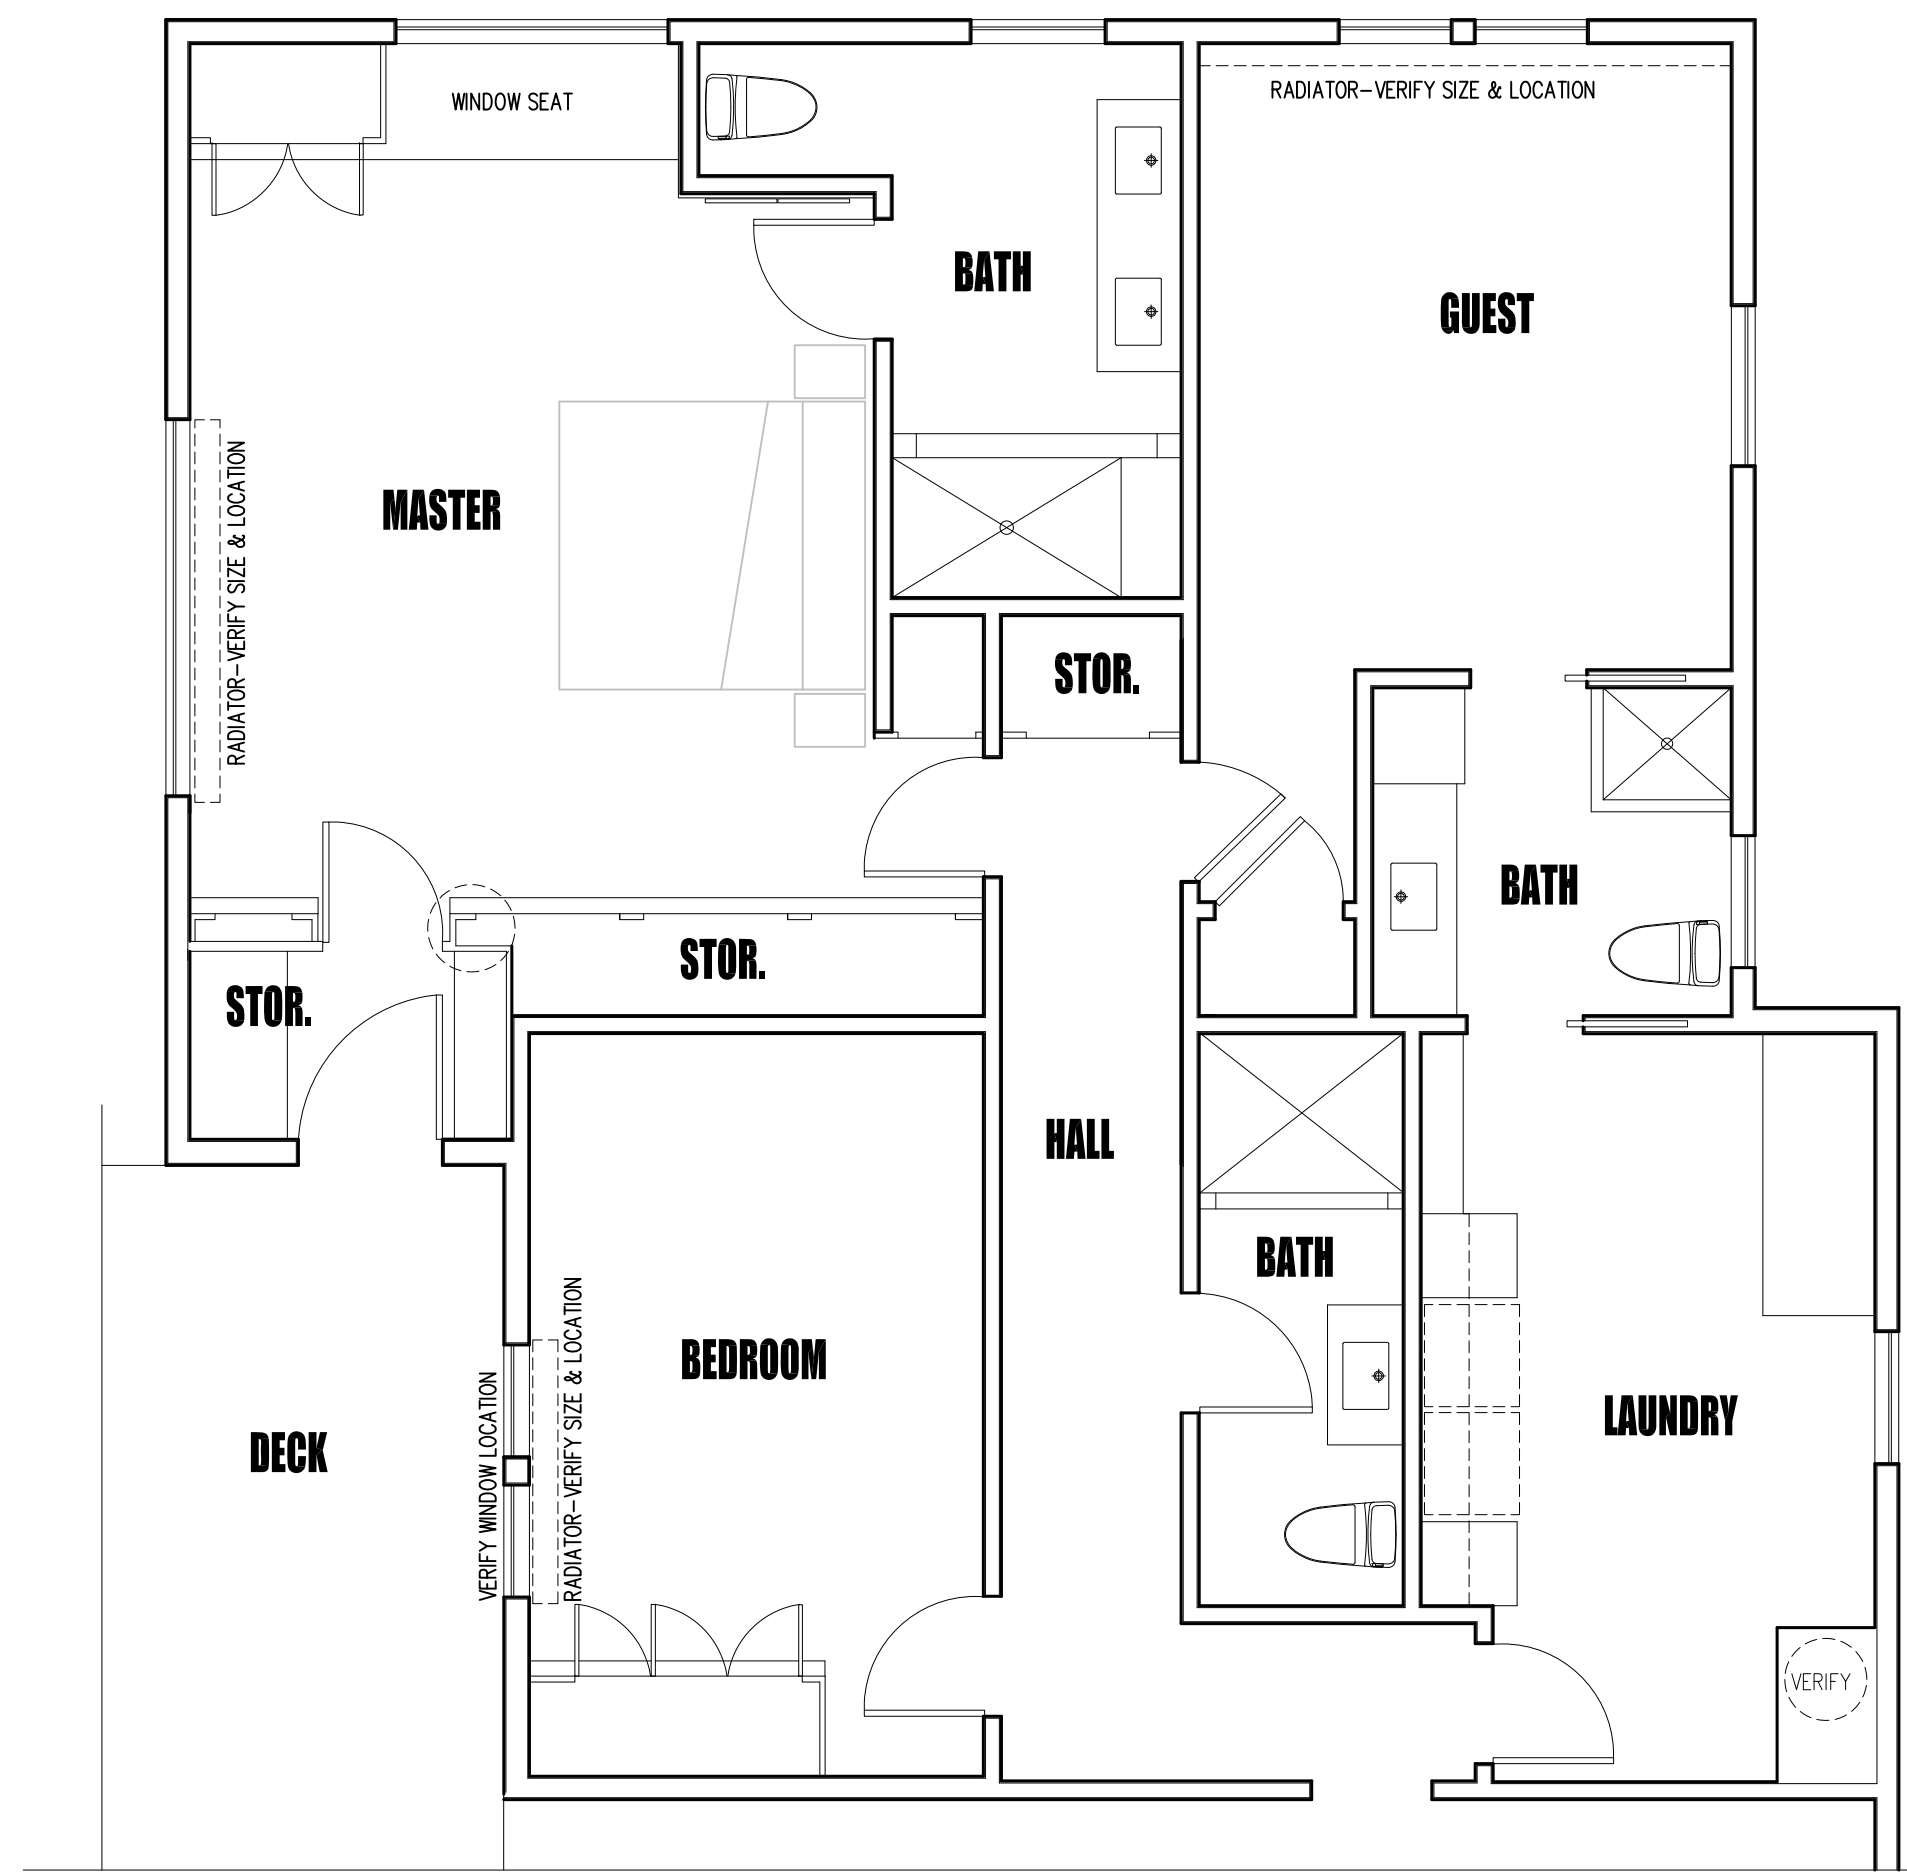 WINDOW SEAT
RADIATOR-VERIFY SIZE & LOCATION
BATH
GUEST
MASTER
RADIATOR-VERIFY SIZE & LOCATION
STOR.
BATH
STOR.
STOR.
HALL
BATH
BEDROOM
RADIATOR-VERIFY SIZE & LOCATION
VERIFY WINDOW LOCATION
DECK
LAUNDRY
VERIFY